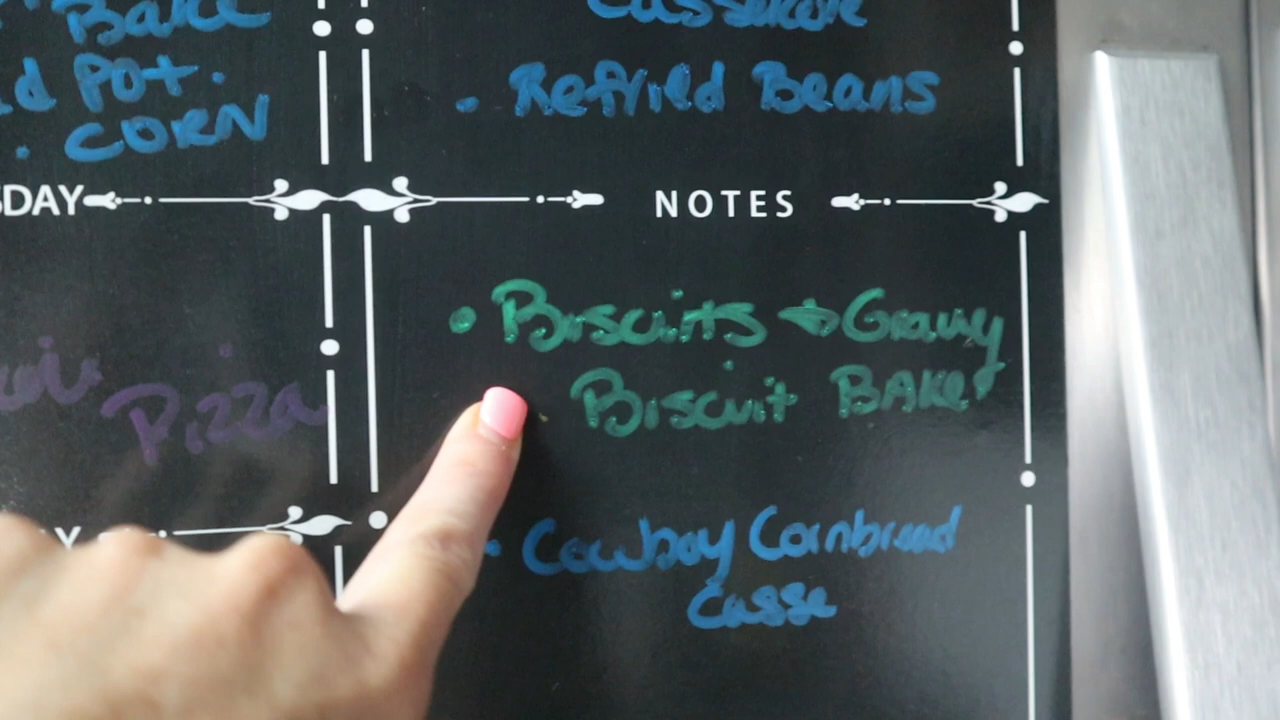 Bake
d Pot.
. CORN
Casserole
• Refried Beans
SDAY
NOTES
• Biscuits + Gravy
Biscuit BAKE
Pizza
Y
• Cowboy Cornbread
Casse